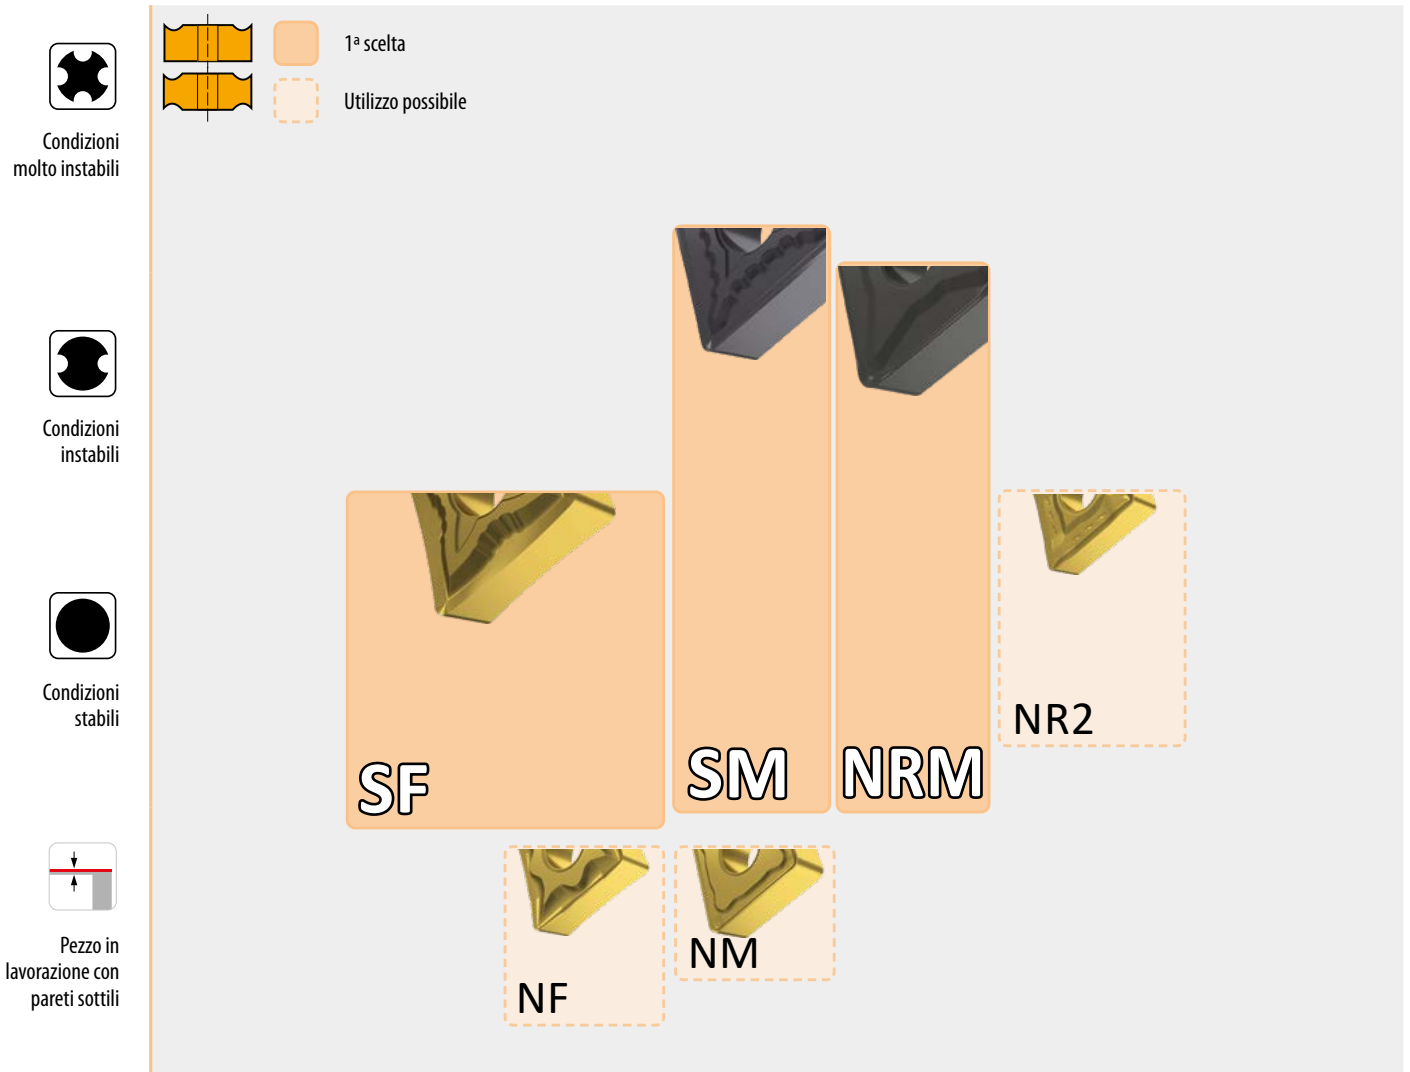 1ª scelta
Utilizzo possibile
Condizioni
molto instabili
Condizioni
instabili
Condizioni
stabili
Pezzo in
lavorazione con
pareti sottili
SF
SM
NRM
NR2
NF
NM